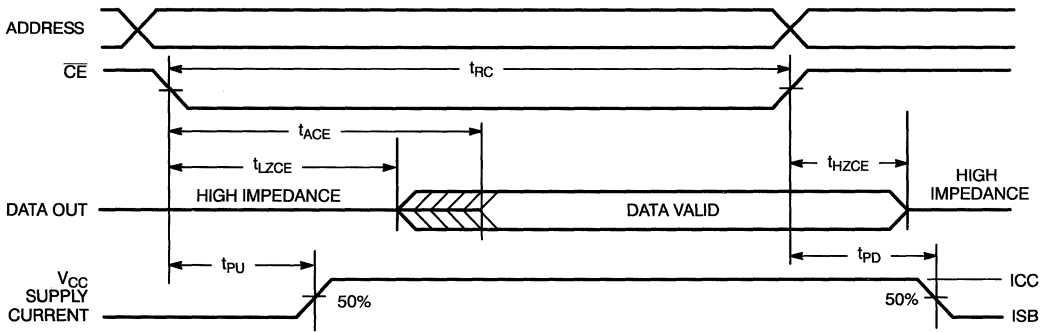 ADDRESS
CE
tRC
tACE
tLZCE
tHZCE
HIGH IMPEDANCE
HIGH
IMPEDANCE
DATA OUT
DATA VALID
tPU
tPD
VCC
SUPPLY
CURRENT
50%
50%
ICC
ISB